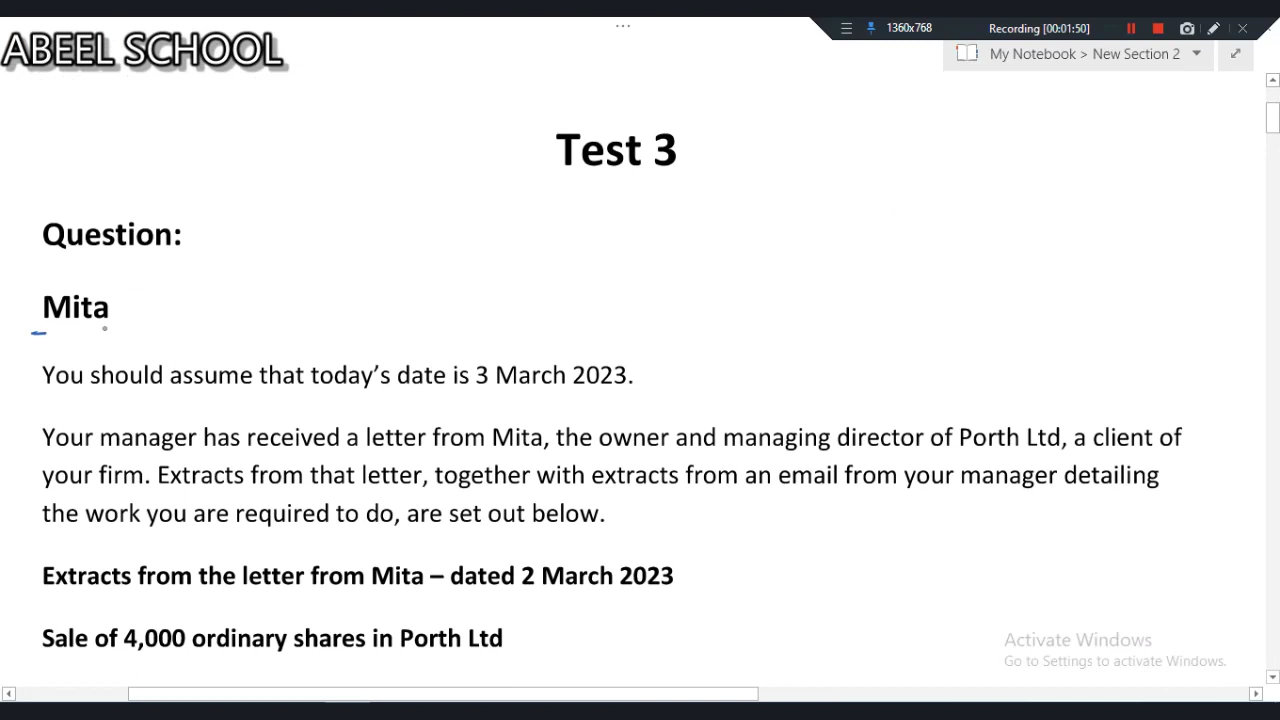 ABEEL SCHOOL
1360x768
Recording [00:01:50]
My Notebook > New Section 2
Test 3
Question:
Mita
You should assume that today’s date is 3 March 2023.
Your manager has received a letter from Mita, the owner and managing director of Porth Ltd, a client of
your firm. Extracts from that letter, together with extracts from an email from your manager detailing
the work you are required to do, are set out below.
Extracts from the letter from Mita – dated 2 March 2023
Sale of 4,000 ordinary shares in Porth Ltd
Activate Windows
Go to Settings to activate Windows.